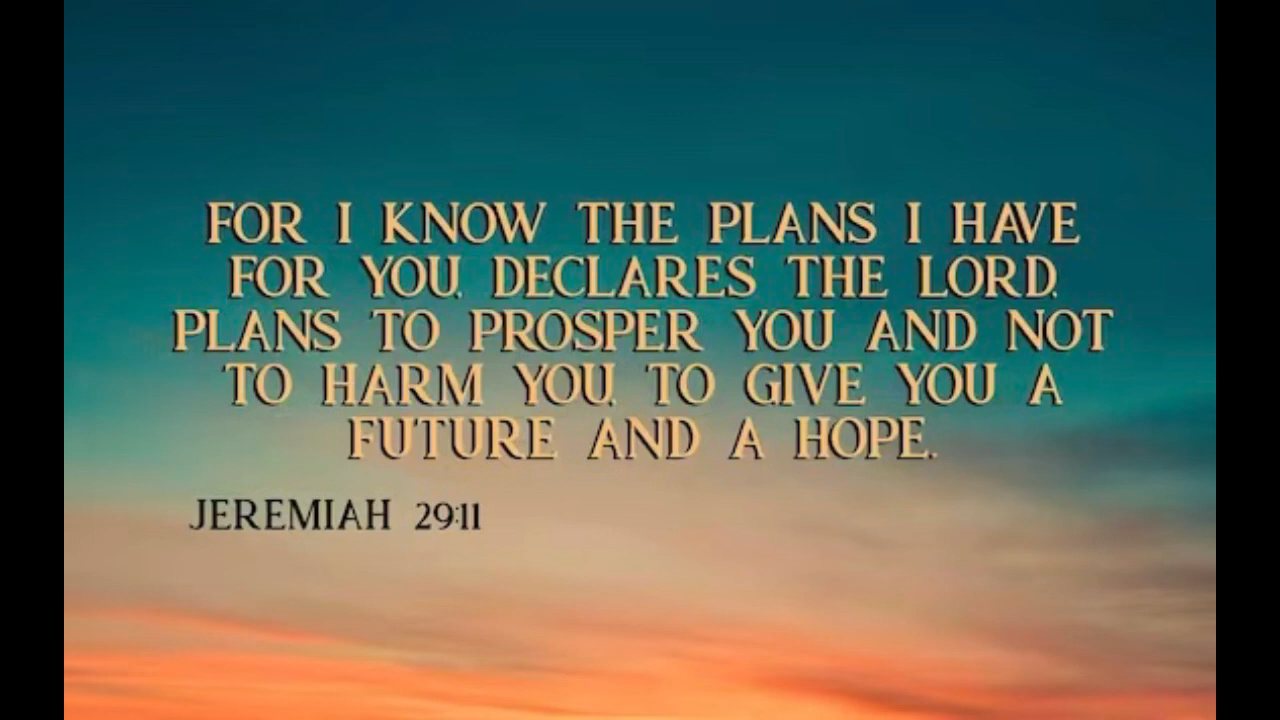 FOR I KNOW THE PLANS I HAVE
FOR YOU, DECLARES THE LORD,
PLANS TO PROSPER YOU AND NOT
TO HARM YOU, TO GIVE YOU A
FUTURE AND A HOPE.
JEREMIAH 29:11